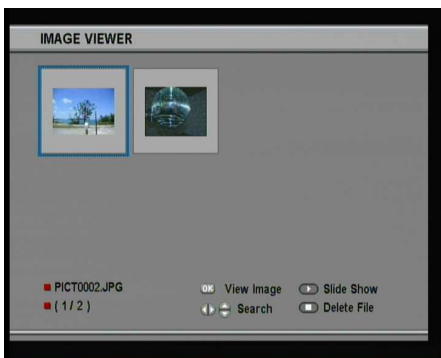 IMAGE VIEWER
PICT0002.JPG
OK View Image
Slide Show
( 1 / 2 )
Search
Delete File